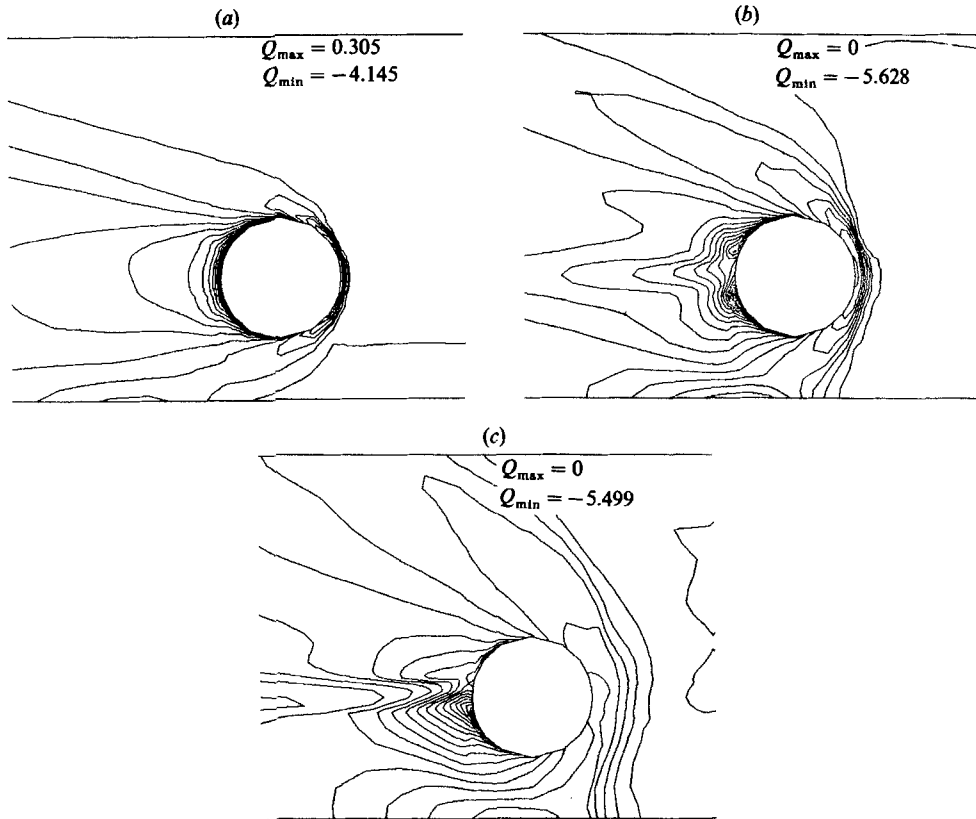 (a)
Q_max = 0.305
Q_min = −4.145
(b)
Q_max = 0
Q_min = −5.628
(c)
Q_max = 0
Q_min = −5.499